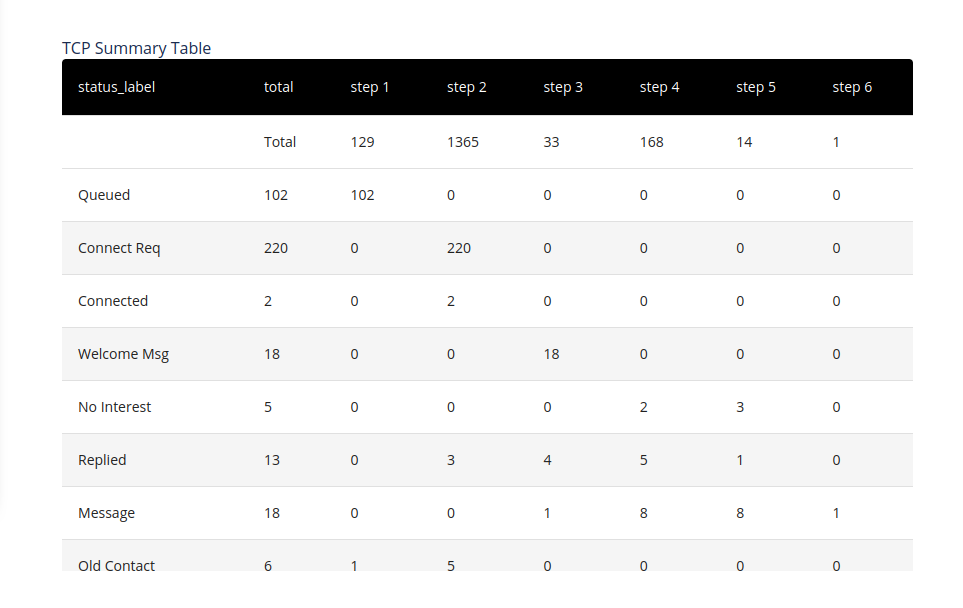 TCP Summary Table
status_label total step 1 step 2 step 3 step 4 step 5 step 6
Total 129 1365 33 168 14 1
Queued 102 102 0 0 0 0 0
Connect Req 220 0 220 0 0 0 0
Connected 2 0 2 0 0 0 0
Welcome Msg 18 0 0 18 0 0 0
No Interest 5 0 0 0 2 3 0
Replied 13 0 3 4 5 1 0
Message 18 0 0 1 8 8 1
Old Contact 6 1 5 0 0 0 0